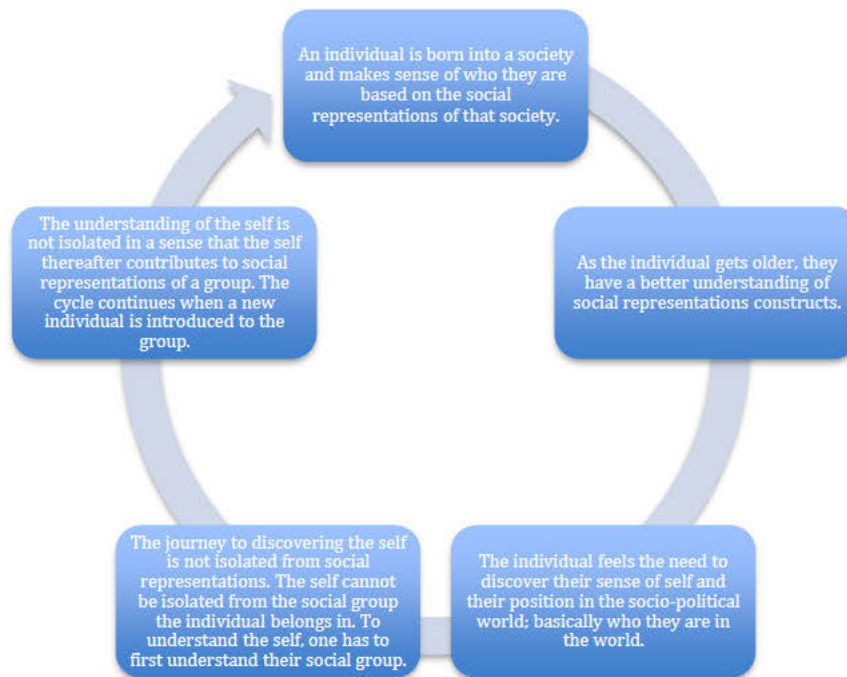 An individual is born into a society
and makes sense of who they are
based on the social
representations of that society.
As the individual gets older, they
have a better understanding of
social representations constructs.
The individual feels the need to
discover their sense of self and
their position in the socio-political
world; basically who they are in
the world.
The journey to discovering the self
is not isolated from social
representations. The self cannot
be isolated from the social group
the individual belongs in. To
understand the self, one has to
first understand their social group.
The understanding of the self is
not isolated in a sense that the self
thereafter contributes to social
representations of a group. The
cycle continues when a new
individual is introduced to the
group.